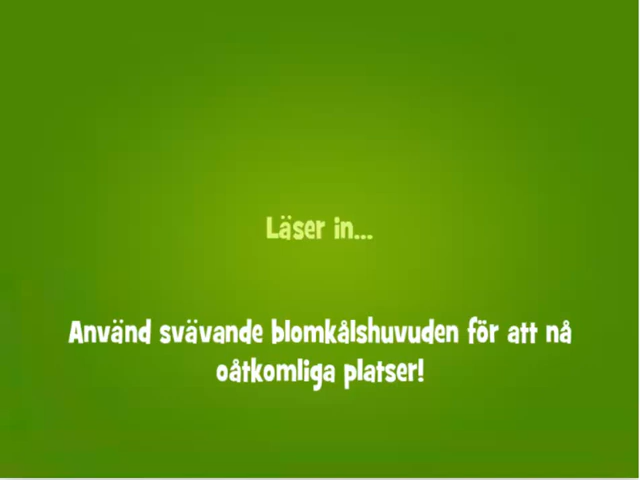 Läser in...
Använd svävande blomkålshuvuden för att nå
oåtkomliga platser!